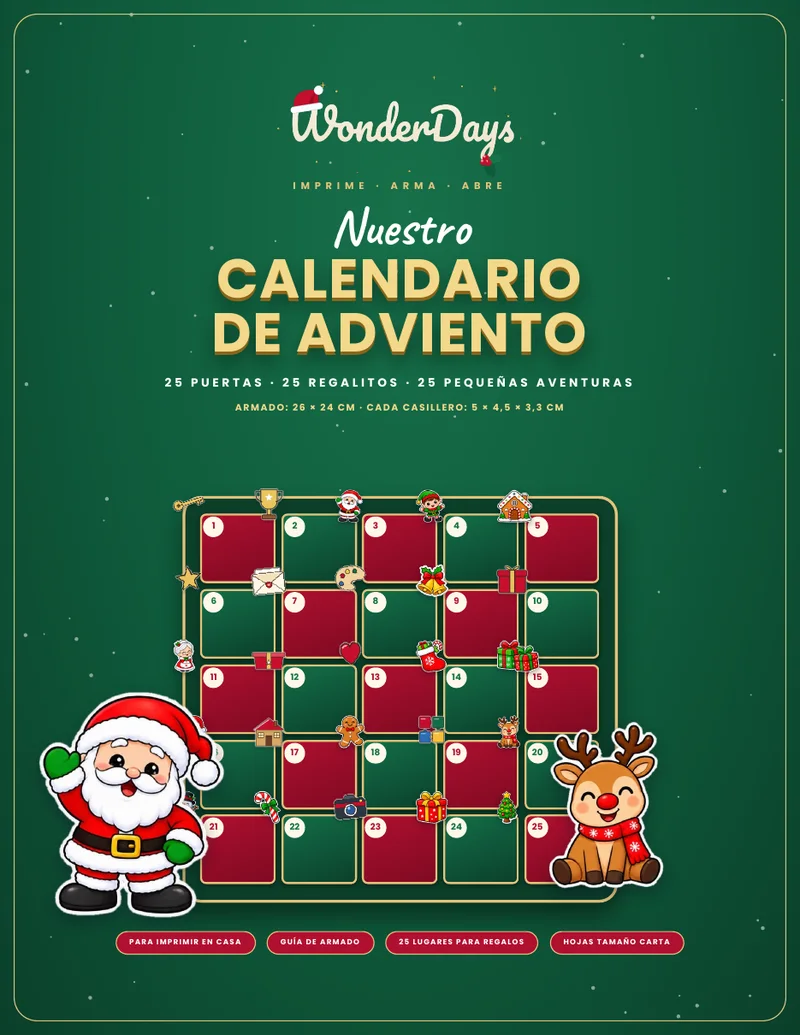 WonderDays
IMPRIME · ARMA · ABRE
Nuestro
CALENDARIO
DE ADVIENTO
25 PUERTAS · 25 REGALITOS · 25 PEQUEÑAS AVENTURAS
ARMADO: 26 × 24 CM · CADA CASILLERO: 5 × 4,5 × 3,3 CM
1 2 3 4 5
6 7 8 9 10
11 12 13 14 15
17 18 19 20
21 22 23 24 25
PARA IMPRIMIR EN CASA GUÍA DE ARMADO 25 LUGARES PARA REGALOS HOJAS TAMAÑO CARTA